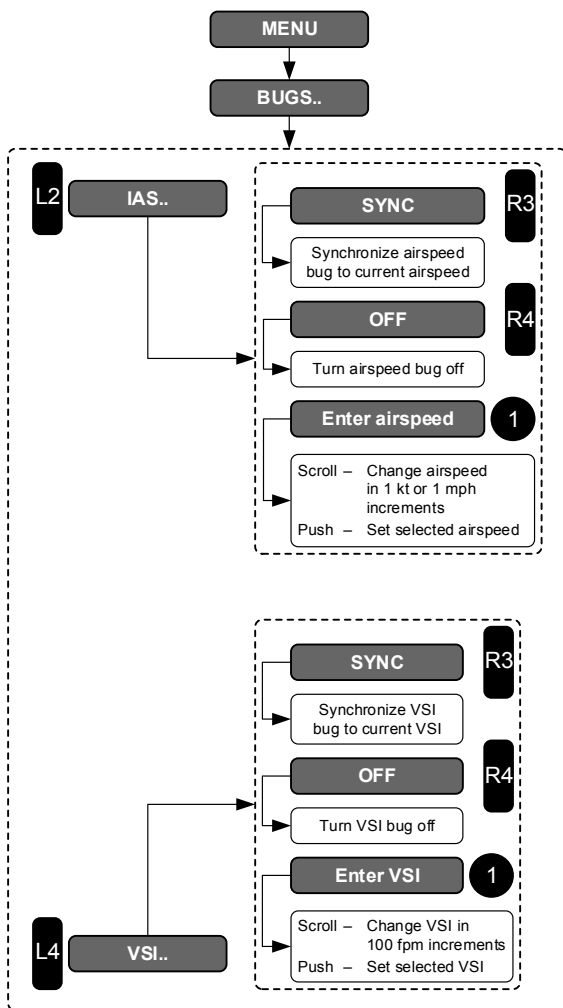 MENU
BUGS..
L2
IAS..
SYNC
R3
Synchronize airspeed
bug to current airspeed
OFF
R4
Turn airspeed bug off
Enter airspeed
1
Scroll – Change airspeed
in 1 kt or 1 mph
increments
Push – Set selected airspeed
SYNC
R3
Synchronize VSI
bug to current VSI
OFF
R4
Turn VSI bug off
Enter VSI
1
Scroll – Change VSI in
100 fpm increments
Push – Set selected VSI
L4
VSI..